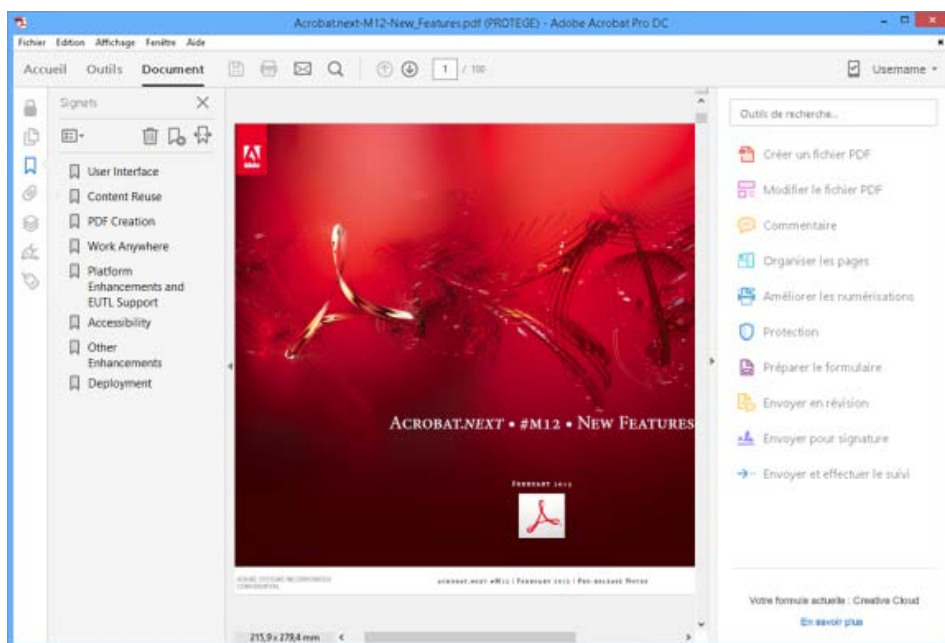 Acrobat.next-M12-New_Features.pdf (PROTEGE) - Adobe Acrobat Pro DC
Fichier Edition Affichage Fenêtre Aide
Accueil Outils Document 1 / 100 Username
Signets
User Interface
Content Reuse
PDF Creation
Work Anywhere
Platform
Enhancements and
EUTL Support
Accessibility
Other
Enhancements
Deployment
Adobe
ACROBAT.NEXT • #M12 • NEW FEATURES
FEBRUARY 2015
ADOBE SYSTEMS INCORPORATED
CONFIDENTIAL
ACROBAT.NEXT #M12 | FEBRUARY 2015 | PRE-RELEASE NOTES
215,9 x 279,4 mm
Outils de recherche...
Créer un fichier PDF
Modifier le fichier PDF
Commentaire
Organiser les pages
Améliorer les numérisations
Protection
Préparer le formulaire
Envoyer en révision
Envoyer pour signature
Envoyer et effectuer le suivi
Votre formule actuelle : Creative Cloud
En savoir plus